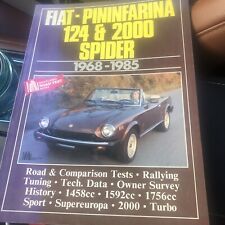 FIAT - PININFARINA
124 & 2000
SPIDER
1968-1985
Road & Comparison Tests • Rallying
Tuning • Tech. Data • Owner Survey
History • 1458cc • 1592cc • 1756cc
Sport • Supereuropa • 2000 • Turbo